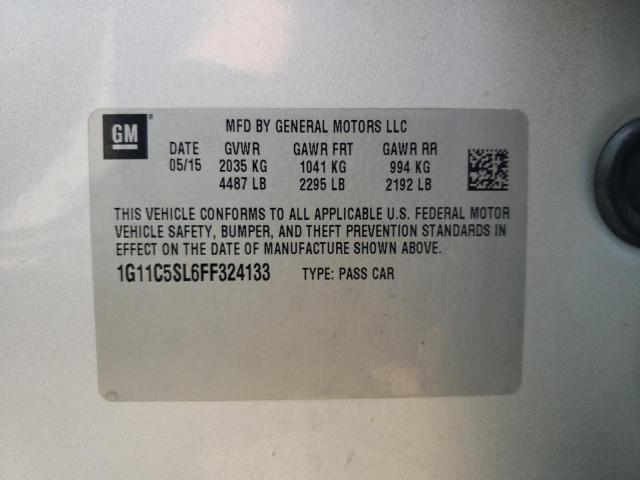 GM ®
MFD BY GENERAL MOTORS LLC
DATE GVWR GAWR FRT GAWR RR
05/15 2035 KG 1041 KG 994 KG
4487 LB 2295 LB 2192 LB
THIS VEHICLE CONFORMS TO ALL APPLICABLE U.S. FEDERAL MOTOR
VEHICLE SAFETY, BUMPER, AND THEFT PREVENTION STANDARDS IN
EFFECT ON THE DATE OF MANUFACTURE SHOWN ABOVE.
1G11C5SL6FF324133 TYPE: PASS CAR